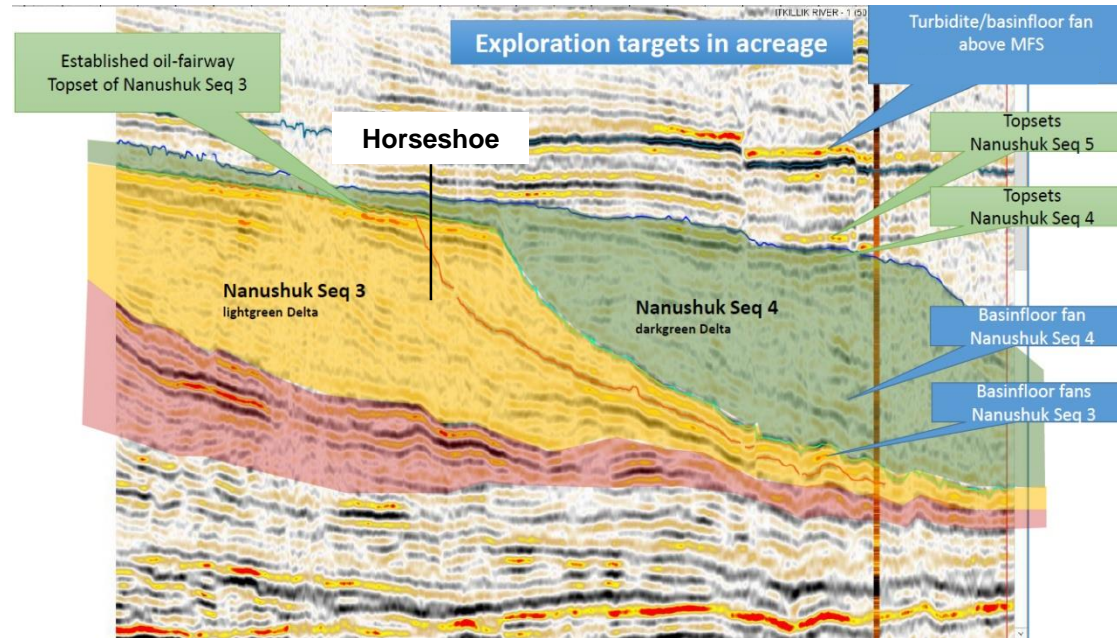 ITKILLIK RIVER - 1 (50
Exploration targets in acreage
Turbidite/basinfloor fan
above MFS
Established oil-fairway
Topset of Nanushuk Seq 3
Horseshoe
Topsets
Nanushuk Seq 5
Topsets
Nanushuk Seq 4
Nanushuk Seq 3
lightgreen Delta
Nanushuk Seq 4
darkgreen Delta
Basinfloor fan
Nanushuk Seq 4
Basinfloor fans
Nanushuk Seq 3